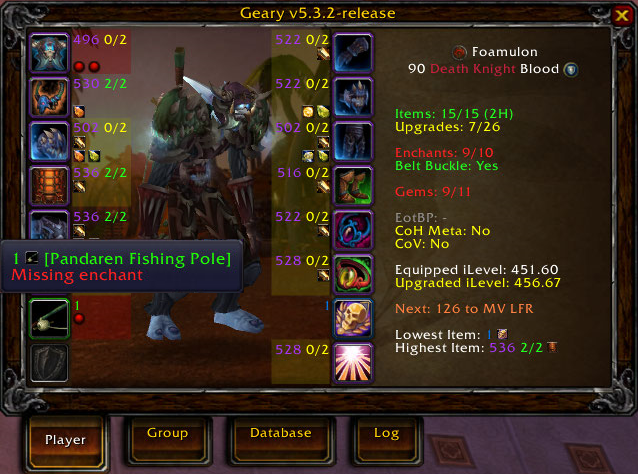 Geary v5.3.2-release
496 0/2
522 0/2
Foamulon
90 Death Knight Blood
530 2/2
522 0/2
Items: 15/15 (2H)
Upgrades: 7/26
502 0/2
Enchants: 9/10
Belt Buckle: Yes
536 2/2
516 0/2
Gems: 9/11
536 2/2
522 0/2
EotBP: -
CoH Meta: No
CoV: No
1 [Pandaren Fishing Pole]
Missing enchant
528 0/2
Equipped iLevel: 451.60
Upgraded iLevel: 456.67
1
1
Next: 126 to MV LFR
Lowest Item: 1
Highest Item: 536 2/2
528 0/2
Player
Group
Database
Log